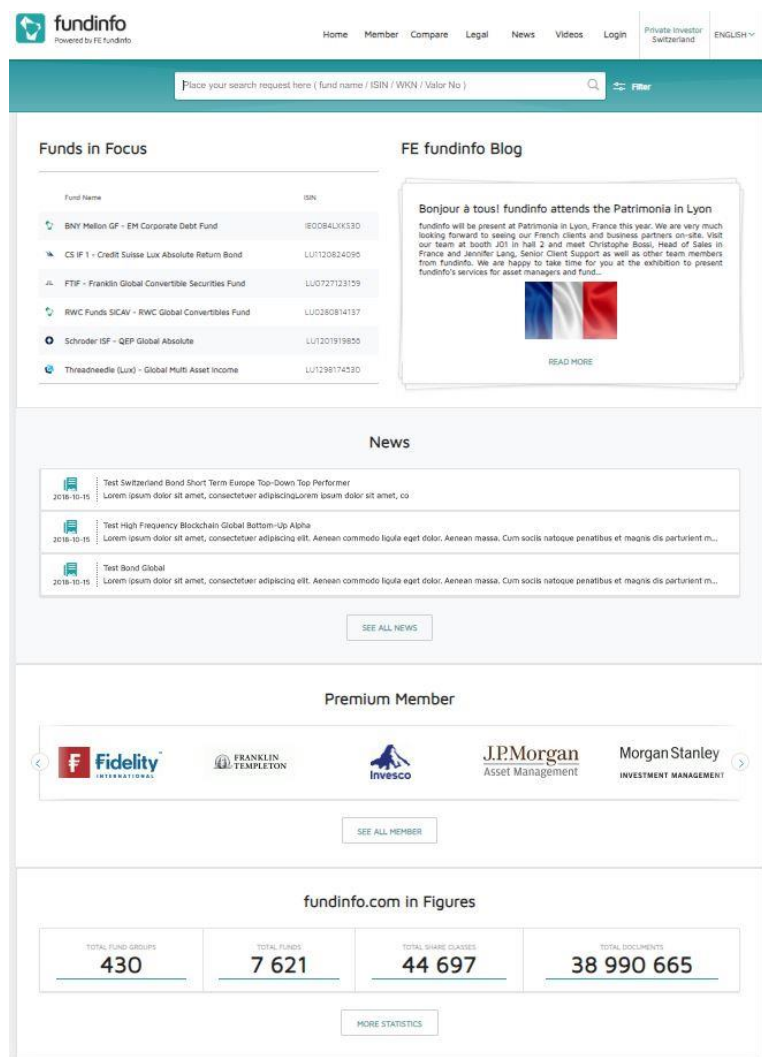 fundinfo
Powered by FE fundinfo
Home Member Compare Legal News Videos Login Private Investor Switzerland ENGLISH
Place your search request here ( fund name / ISIN / WKN / Valor No )
Filter
Funds in Focus
Fund Name ISIN
BNY Mellon GF - EM Corporate Debt Fund IE00B4LXK530
CS IF 1 - Credit Suisse Lux Absolute Return Bond LU1120824096
FTIF - Franklin Global Convertible Securities Fund LU0727123159
RWC Funds SICAV - RWC Global Convertibles Fund LU0280814137
Schroder ISF - QEP Global Absolute LU1201919856
Threadneedle (Lux) - Global Multi Asset Income LU1298174530
FE fundinfo Blog
Bonjour à tous! fundinfo attends the Patrimonia in Lyon
fundinfo will be present at Patrimonia in Lyon, France this year. We are very much
looking forward to seeing our French clients and business partners on-site. Visit
our team at booth J01 in hall 2 and meet Christophe Bossi, Head of Sales in
France and Jennifer Lang, Senior Client Support as well as other team members
from fundinfo. We are happy to take time for you at the exhibition to present
fundinfo's services for asset managers and fund...
READ MORE
News
Test Switzerland Bond Short Term Europe Top-Down Top Performer
2018-10-15 Lorem ipsum dolor sit amet, consectetuer adipiscingLorem ipsum dolor sit amet, co
Test High Frequency Blockchain Global Bottom-Up Alpha
2018-10-15 Lorem ipsum dolor sit amet, consectetuer adipiscing elit. Aenean commodo ligula eget dolor. Aenean massa. Cum sociis natoque penatibus et magnis dis parturient m...
Test Bond Global
2018-10-15 Lorem ipsum dolor sit amet, consectetuer adipiscing elit. Aenean commodo ligula eget dolor. Aenean massa. Cum sociis natoque penatibus et magnis dis parturient m...
SEE ALL NEWS
Premium Member
Fidelity INTERNATIONAL
FRANKLIN TEMPLETON
Invesco
J.P.Morgan Asset Management
Morgan Stanley INVESTMENT MANAGEMENT
SEE ALL MEMBER
fundinfo.com in Figures
TOTAL FUND GROUPS TOTAL FUNDS TOTAL SHARE CLASSES TOTAL DOCUMENTS
430 7 621 44 697 38 990 665
MORE STATISTICS